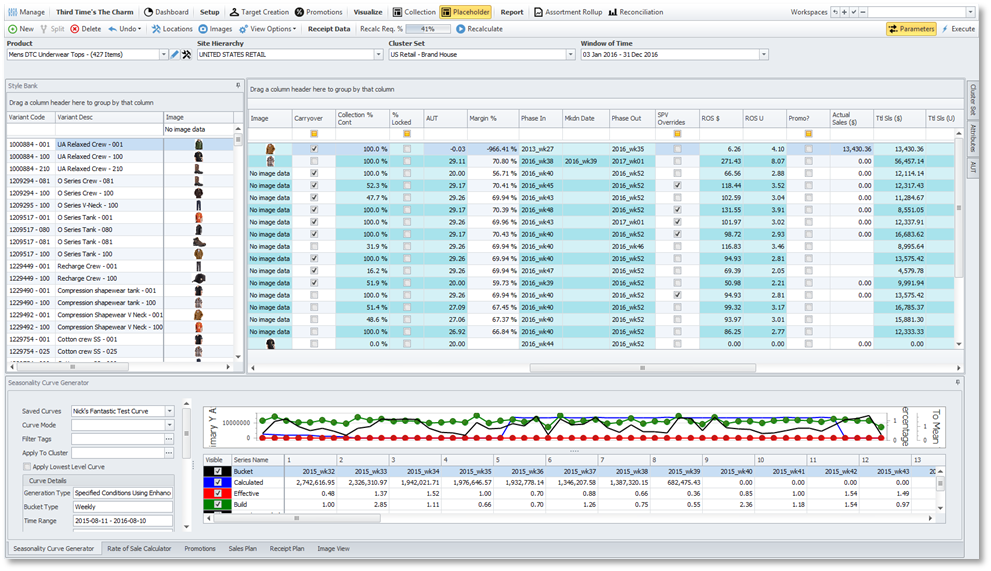 Manage Third Time's The Charm Dashboard Setup Target Creation Promotions Visualize Collection Placeholder Report Assortment Rollup Reconciliation Workspaces
New Split Delete Undo Locations Images View Options Receipt Data Recalc Req. % 41% Recalculate Parameters Execute
Product Site Hierarchy Cluster Set Window of Time
Mens DTC Underwear Tops - (427 Items) UNITED STATES RETAIL US Retail - Brand House 03 Jan 2016 - 31 Dec 2016
Style Bank
Drag a column header here to group by that column
Variant Code Variant Desc Image
No image data
1000884 - 001 UA Relaxed Crew - 001
1000884 - 100 UA Relaxed Crew - 100
1000884 - 210 UA Relaxed Crew - 210
1209294 - 081 O Series Crew - 081
1209294 - 100 O Series Crew - 100
1209295 - 100 O Series V-Neck - 100
1209517 - 001 O Series Tank - 001
1209517 - 080 O Series Tank - 080
1209517 - 081 O Series Tank - 081
1209517 - 100 O Series Tank - 100
1229449 - 001 Recharge Crew - 001
1229449 - 100 Recharge Crew - 100
1229490 - 001 Compression shapewear tank - 001
1229490 - 100 Compression shapewear tank - 100
1229492 - 001 Compression Shapewear V Neck - 001
1229492 - 100 Compression Shapewear V Neck - 100
1229754 - 001 Cotton crew SS - 001
1229754 - 025 Cotton crew SS - 025
Drag a column header here to group by that column
Image Carryover Collection % Cont % Locked AUT Margin % Phase In Mkdn Date Phase Out SPV Overrides ROS $ ROS U Promo? Actual Sales ($) Ttl Sls ($) Ttl Sls (U)
100.0 % -0.03 -966.41 % 2013_wk27 2016_wk35 6.26 4.10 13,430.36 13,430.36
100.0 % 29.11 70.80 % 2016_wk38 2016_wk39 2017_wk01 271.43 8.07 0.00 56,457.14
No image data 100.0 % 20.00 56.71 % 2016_wk40 2016_wk52 66.56 2.88 0.00 12,114.14
No image data 52.3 % 29.17 70.41 % 2016_wk45 2016_wk52 118.44 3.52 0.00 12,317.43
No image data 47.7 % 29.26 69.94 % 2016_wk43 2016_wk52 102.59 3.04 0.00 11,284.67
No image data 100.0 % 29.17 70.39 % 2016_wk48 2016_wk52 131.55 3.91 0.00 8,551.05
No image data 100.0 % 29.26 69.96 % 2016_wk43 2017_wk01 101.97 3.02 0.00 12,337.91
No image data 100.0 % 29.17 70.43 % 2016_wk40 2016_wk52 98.72 2.93 0.00 16,683.62
No image data 31.9 % 29.26 69.94 % 2016_wk40 2016_wk46 116.83 3.46 8,995.64
No image data 100.0 % 29.26 69.94 % 2016_wk40 2016_wk52 94.93 2.81 0.00 13,575.42
No image data 16.2 % 29.26 69.94 % 2016_wk47 2016_wk52 69.39 2.05 0.00 4,579.78
No image data 51.9 % 20.00 59.73 % 2016_wk39 2016_wk52 50.98 2.21 0.00 9,991.94
No image data 100.0 % 29.26 69.94 % 2016_wk40 2016_wk52 94.93 2.81 0.00 13,575.42
No image data 51.4 % 27.09 67.45 % 2016_wk40 2016_wk52 99.32 3.17 17,785.37
No image data 48.6 % 27.06 67.37 % 2016_wk40 2016_wk52 93.97 3.01 15,881.30
No image data 100.0 % 26.92 66.84 % 2016_wk40 2016_wk52 86.25 2.77 12,333.33
0.0 % 20.00 2016_wk44 2016_wk52 0.00 0.00 0.00 0.00
Cluster Set
Attributes
AUT
Seasonality Curve Generator
Saved Curves Nick's Fantastic Test Curve
Curve Mode
Filter Tags
Apply To Cluster
Apply Lowest Level Curve
Curve Details
Generation Type Specified Conditions Using Enhanc
Bucket Type Weekly
Time Range 2015-08-11 - 2016-08-10
imary Y A
10000000
0
1
0
ercentage
1
0
To Mean
Visible Series Name 1 2 3 4 5 6 7 8 9 10 11 12 13
Bucket 2015_wk32 2015_wk33 2015_wk34 2015_wk35 2015_wk36 2015_wk37 2015_wk38 2015_wk39 2015_wk40 2015_wk41 2015_wk42 2015_wk43 20
Calculated 2,742,616.95 2,326,310.97 1,942,021.71 1,976,646.57 1,932,778.14 1,346,207.58 1,387,320.15 682,475.43 0.00 0.00 0.00 0.00
Effective 0.48 1.37 1.52 1.00 0.70 0.88 0.66 0.36 0.85 1.00 1.54 1.49
Build 1.00 2.85 1.11 0.66 0.70 1.26 0.75 0.55 2.36 1.18 1.54 0.97
Seasonality Curve Generator Rate of Sale Calculator Promotions Sales Plan Receipt Plan Image View